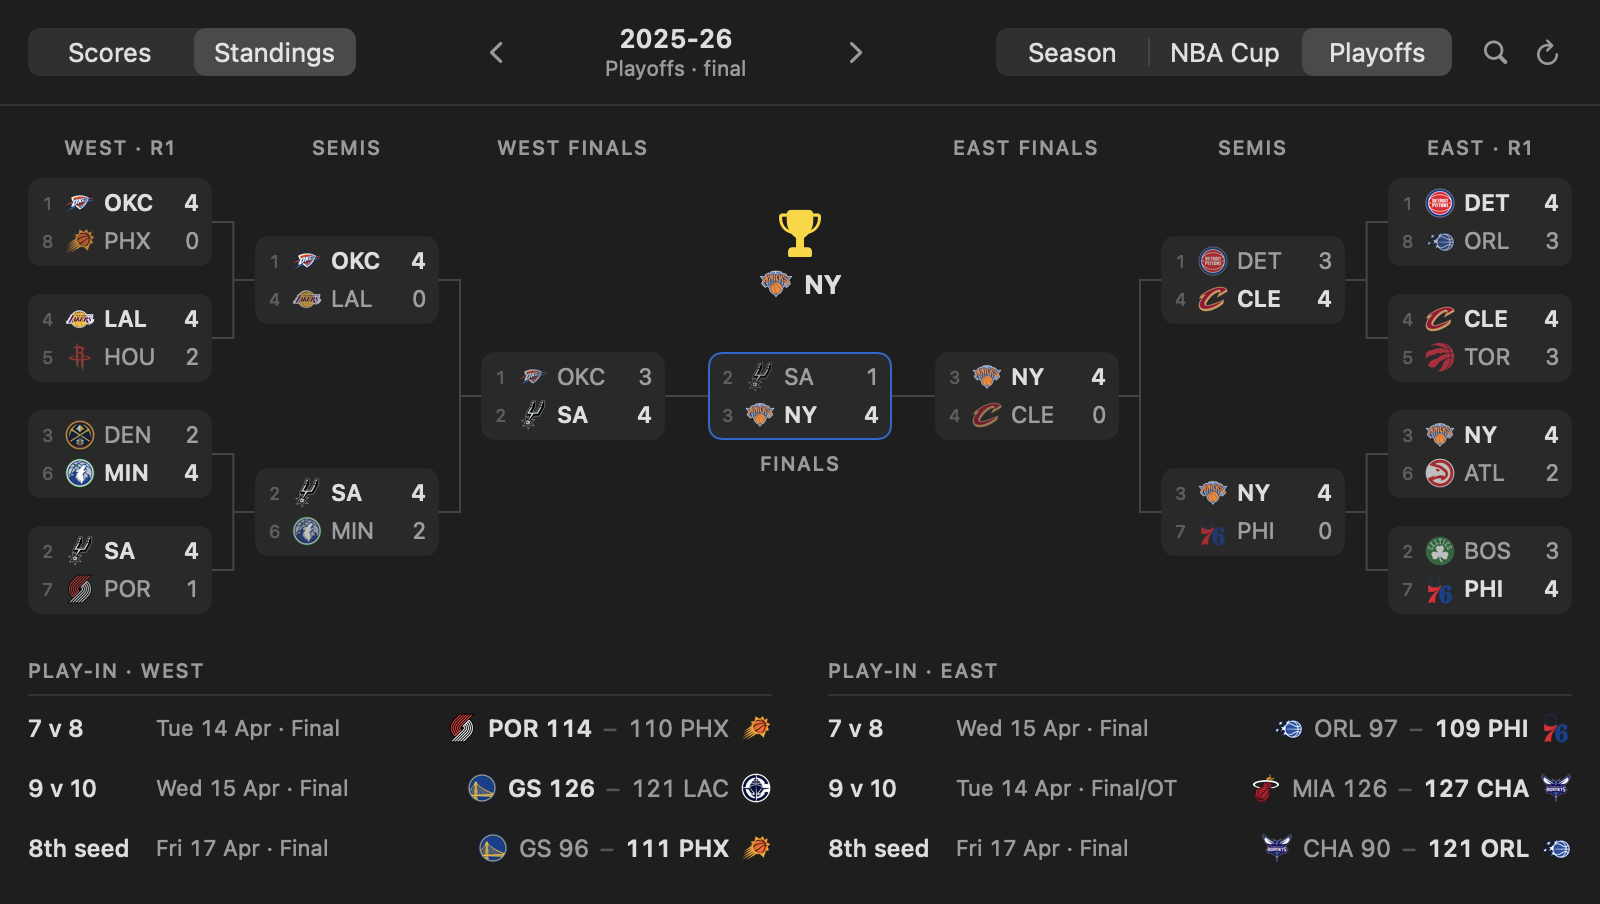 Scores Standings
2025-26
Playoffs · final
Season NBA Cup Playoffs
WEST · R1
SEMIS
WEST FINALS
EAST FINALS
SEMIS
EAST · R1
1 OKC 4
8 PHX 0
4 LAL 4
5 HOU 2
3 DEN 2
6 MIN 4
2 SA 4
7 POR 1
1 OKC 4
4 LAL 0
2 SA 4
6 MIN 2
1 OKC 3
2 SA 4
NY
2 SA 1
3 NY 4
FINALS
3 NY 4
4 CLE 0
1 DET 3
4 CLE 4
3 NY 4
7 PHI 0
1 DET 4
8 ORL 3
4 CLE 4
5 TOR 3
3 NY 4
6 ATL 2
2 BOS 3
7 PHI 4
PLAY-IN · WEST
7 v 8 Tue 14 Apr · Final POR 114 – 110 PHX
9 v 10 Wed 15 Apr · Final GS 126 – 121 LAC
8th seed Fri 17 Apr · Final GS 96 – 111 PHX
PLAY-IN · EAST
7 v 8 Wed 15 Apr · Final ORL 97 – 109 PHI
9 v 10 Tue 14 Apr · Final/OT MIA 126 – 127 CHA
8th seed Fri 17 Apr · Final CHA 90 – 121 ORL